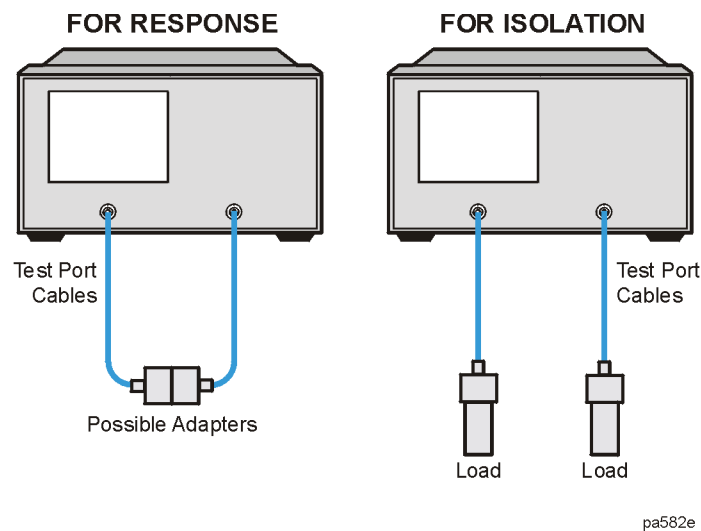 FOR RESPONSE
FOR ISOLATION
Test Port
Cables
Test Port
Cables
Possible Adapters
Load
Load
pa582e